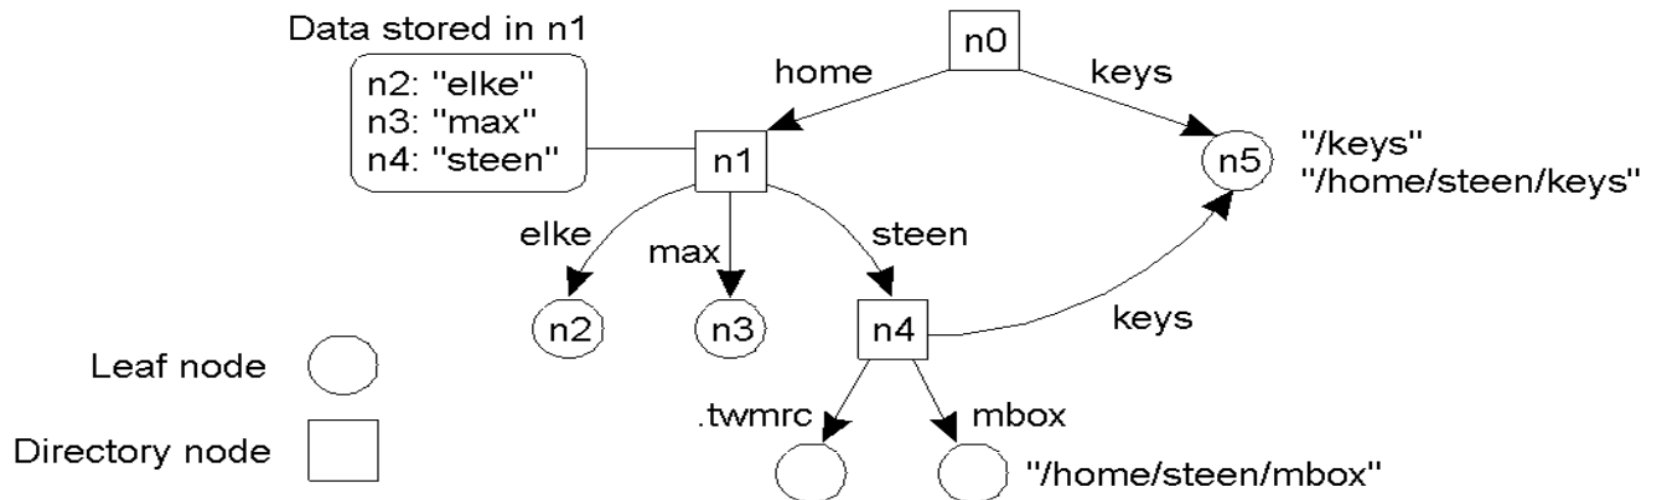 Data stored in n1
n0
home
keys
n2: "elke"
n3: "max"
n4: "steen"
n1
n5
"/keys"
"/home/steen/keys"
elke
max
steen
n2
n3
n4
keys
Leaf node
.twmrc
mbox
Directory node
"/home/steen/mbox"